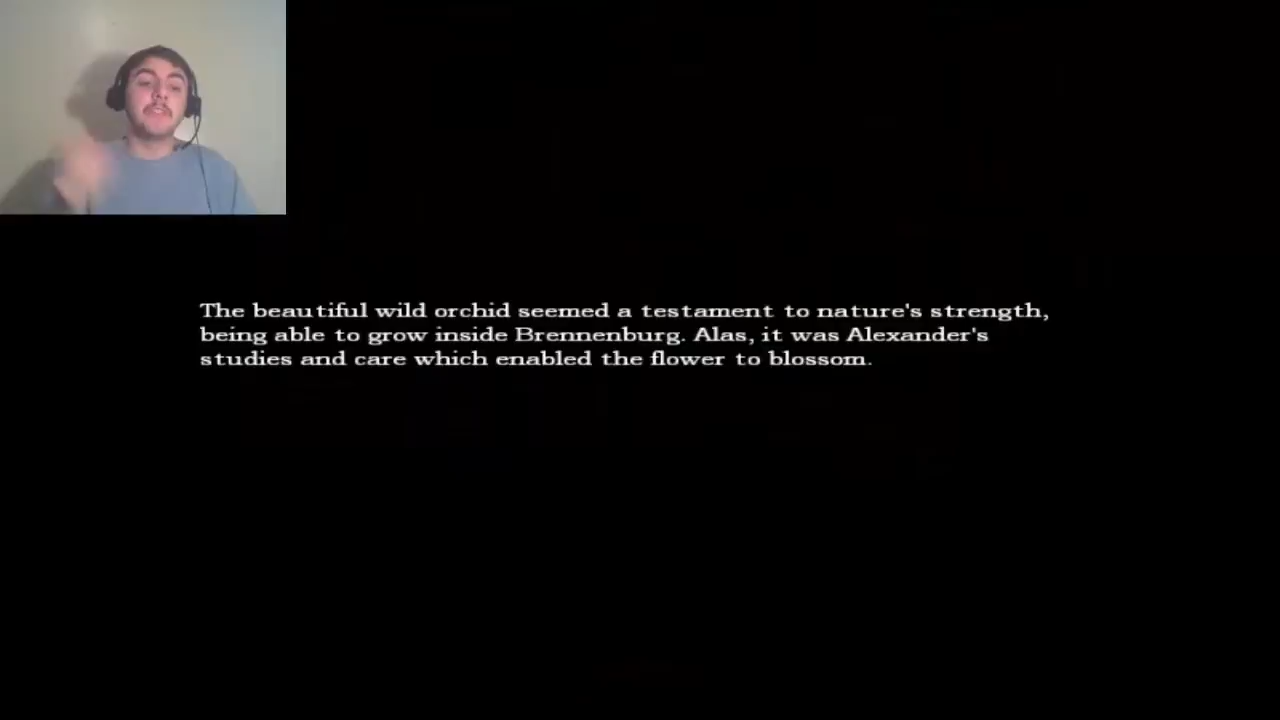 The beautiful wild orchid seemed a testament to nature's strength,
being able to grow inside Brennenburg. Alas, it was Alexander's
studies and care which enabled the flower to blossom.